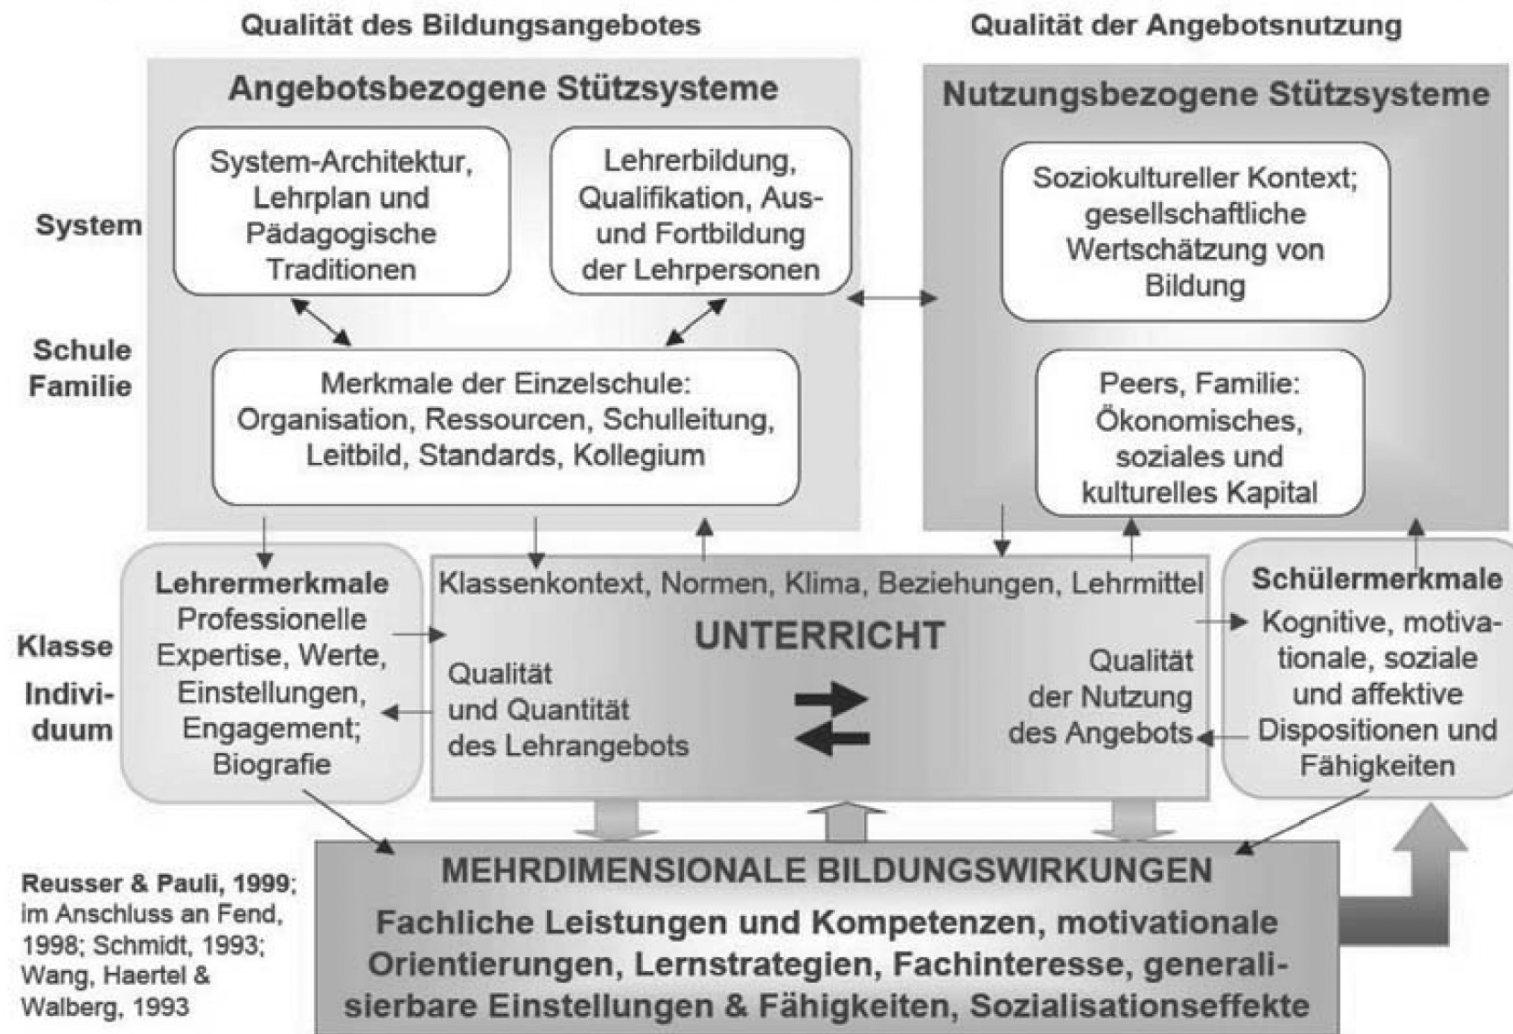 Qualität des Bildungsangebotes
Qualität der Angebotsnutzung
Angebotsbezogene Stützsysteme
Nutzungsbezogene Stützsysteme
System
Schule
Familie
System-Architektur,
Lehrplan und
Pädagogische
Traditionen
Lehrerbildung,
Qualifikation, Aus-
und Fortbildung
der Lehrpersonen
Soziokultureller Kontext;
gesellschaftliche
Wertschätzung von
Bildung
Merkmale der Einzelschule:
Organisation, Ressourcen, Schulleitung,
Leitbild, Standards, Kollegium
Peers, Familie:
Ökonomisches,
soziales und
kulturelles Kapital
Klasse
Indivi-
duum
Lehrermerkmale
Professionelle
Expertise, Werte,
Einstellungen,
Engagement;
Biografie
Klassenkontext, Normen, Klima, Beziehungen, Lehrmittel
UNTERRICHT
Qualität
und Quantität
des Lehrangebots
Qualität
der Nutzung
des Angebots
Schülermerkmale
Kognitive, motiva-
tionale, soziale
und affektive
Dispositionen und
Fähigkeiten
MEHRDIMENSIONALE BILDUNGSWIRKUNGEN
Fachliche Leistungen und Kompetenzen, motivationale
Orientierungen, Lernstrategien, Fachinteresse, generali-
sierbare Einstellungen & Fähigkeiten, Sozialisationseffekte
Reusser & Pauli, 1999;
im Anschluss an Fend,
1998; Schmidt, 1993;
Wang, Haertel &
Walberg, 1993